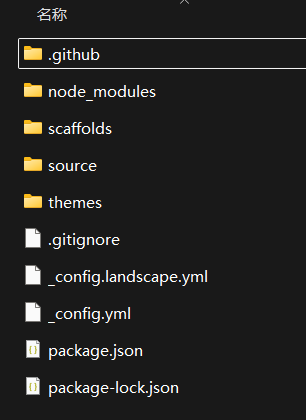 名称
.github
node_modules
scaffolds
source
themes
.gitignore
_config.landscape.yml
_config.yml
package.json
package-lock.json